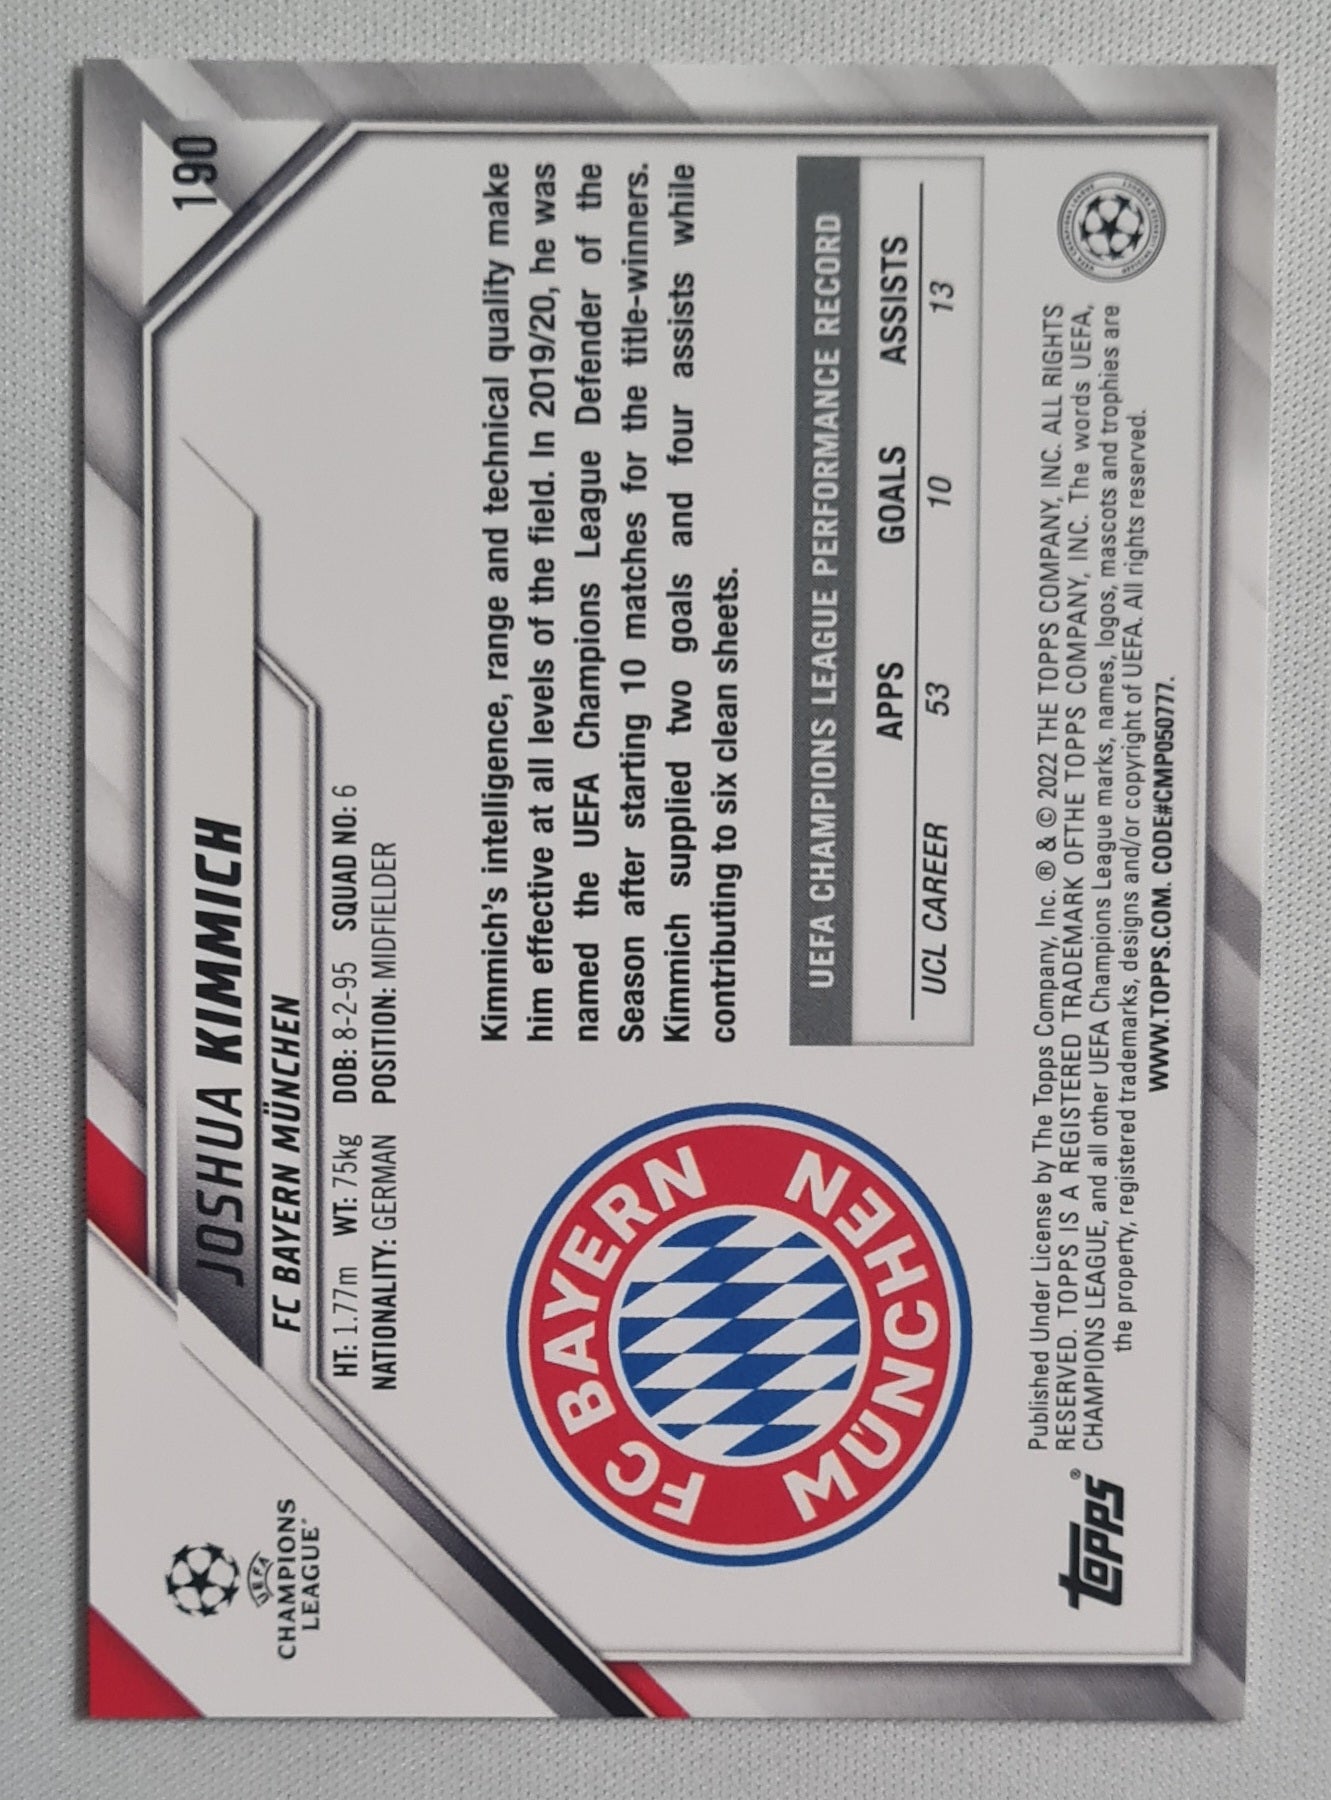 UEFA
CHAMPIONS
LEAGUE
190
JOSHUA KIMMICH
FC BAYERN MÜNCHEN
HT: 1.77m WT: 75kg DOB: 8-2-95 SQUAD NO: 6
NATIONALITY: GERMAN POSITION: MIDFIELDER
FC BAYERN
MÜNCHEN
Kimmich's intelligence, range and technical quality make
him effective at all levels of the field. In 2019/20, he was
named the UEFA Champions League Defender of the
Season after starting 10 matches for the title-winners.
Kimmich supplied two goals and four assists while
contributing to six clean sheets.
UEFA CHAMPIONS LEAGUE PERFORMANCE RECORD
APPS GOALS ASSISTS
UCL CAREER 53 10 13
topps®
Published Under License by The Topps Company, Inc. ® & © 2022 THE TOPPS COMPANY, INC. ALL RIGHTS
RESERVED. TOPPS IS A REGISTERED TRADEMARK OFTHE TOPPS COMPANY, INC. The words UEFA,
CHAMPIONS LEAGUE, and all other UEFA Champions League marks, names, logos, mascots and trophies are
the property, registered trademarks, designs and/or copyright of UEFA. All rights reserved.
WWW.TOPPS.COM. CODE#CMP050777.